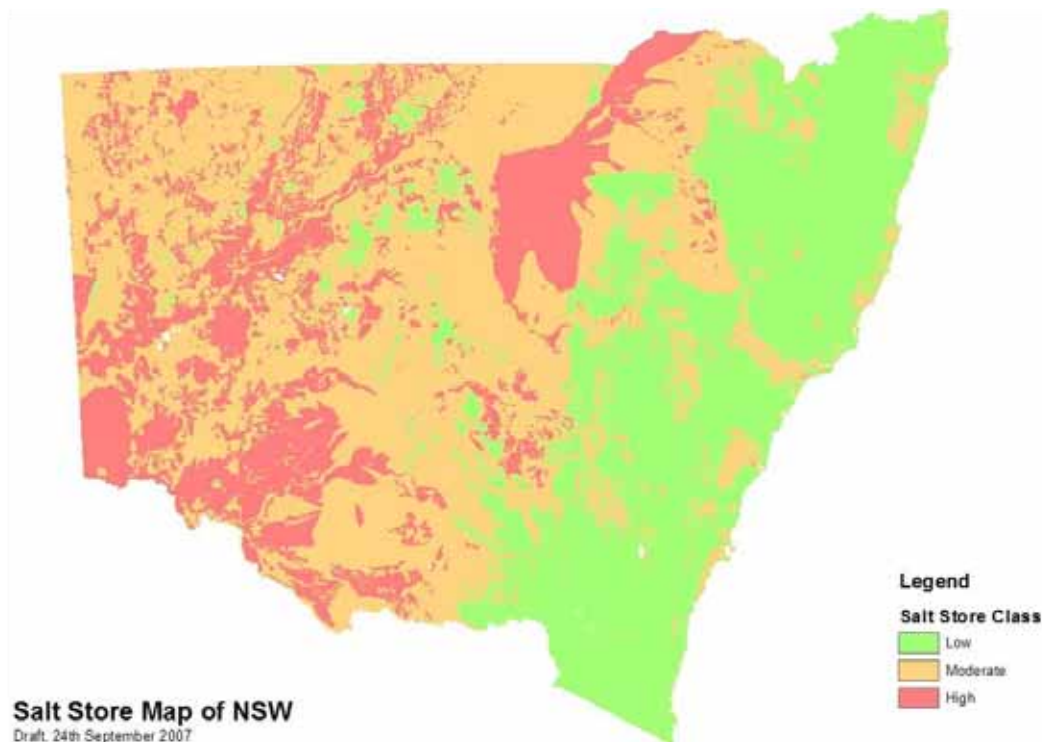 Legend
Salt Store Class
Low
Moderate
High
Salt Store Map of NSW
Draft. 24th September 2007